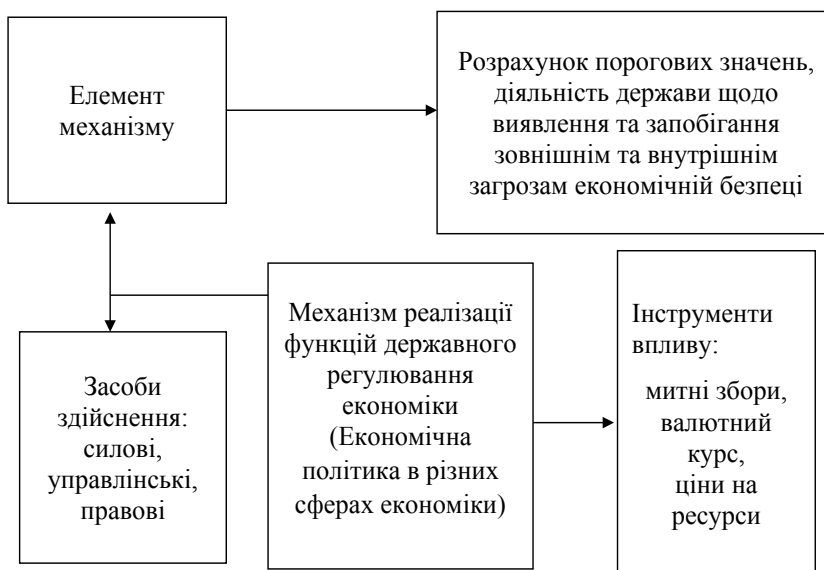 Елемент
механізму
Розрахунок порогових значень,
діяльність держави щодо
виявлення та запобігання
зовнішнім та внутрішнім
загрозам економічній безпеці
Засоби
здійснення:
силові,
управлінські,
правові
Механізм реалізації
функцій державного
регулювання
економіки
(Економічна
політика в різних
сферах економіки)
Інструменти
впливу:
митні збори,
валютний
курс,
ціни на
ресурси